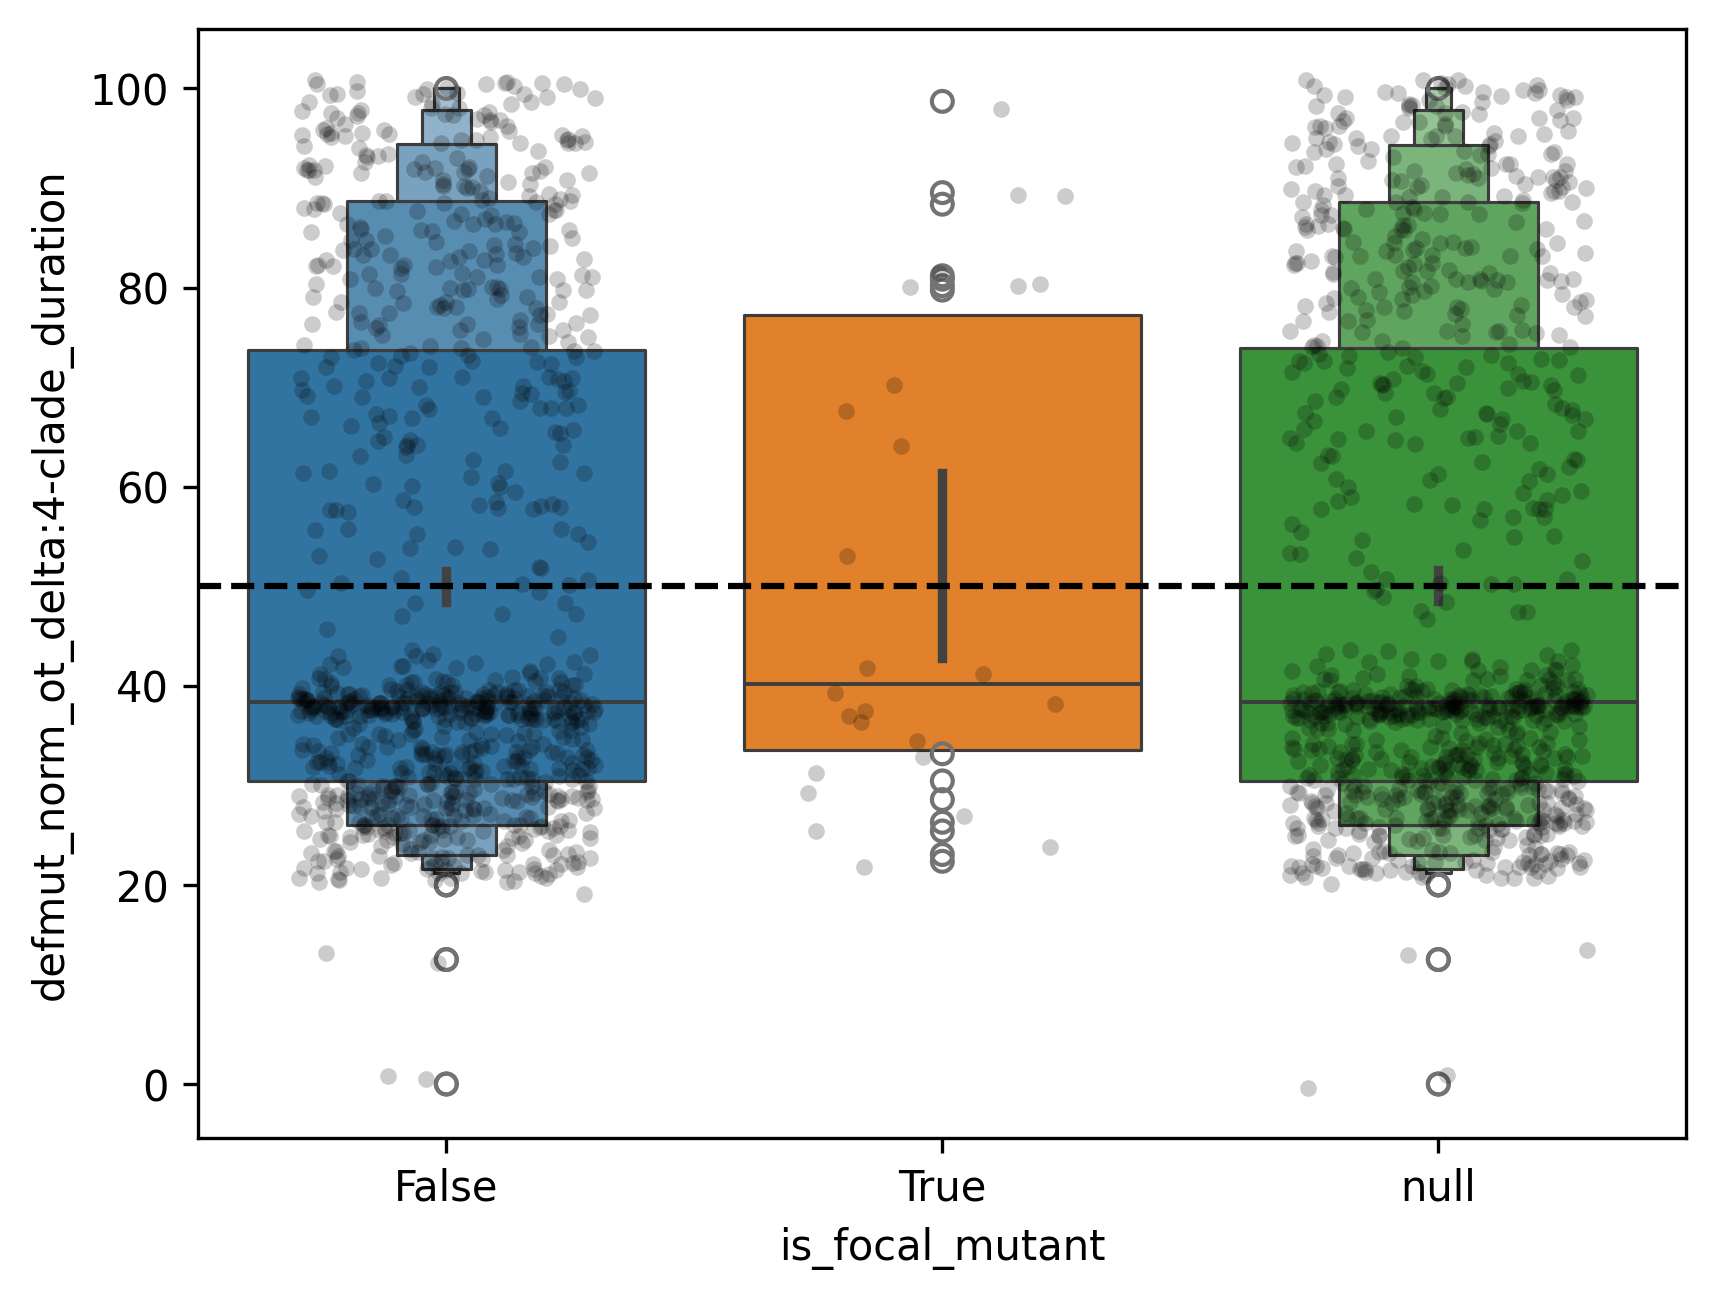 defmut_norm_ot_delta:4-clade_duration
100
80
60
40
20
0
False
True
null
is_focal_mutant